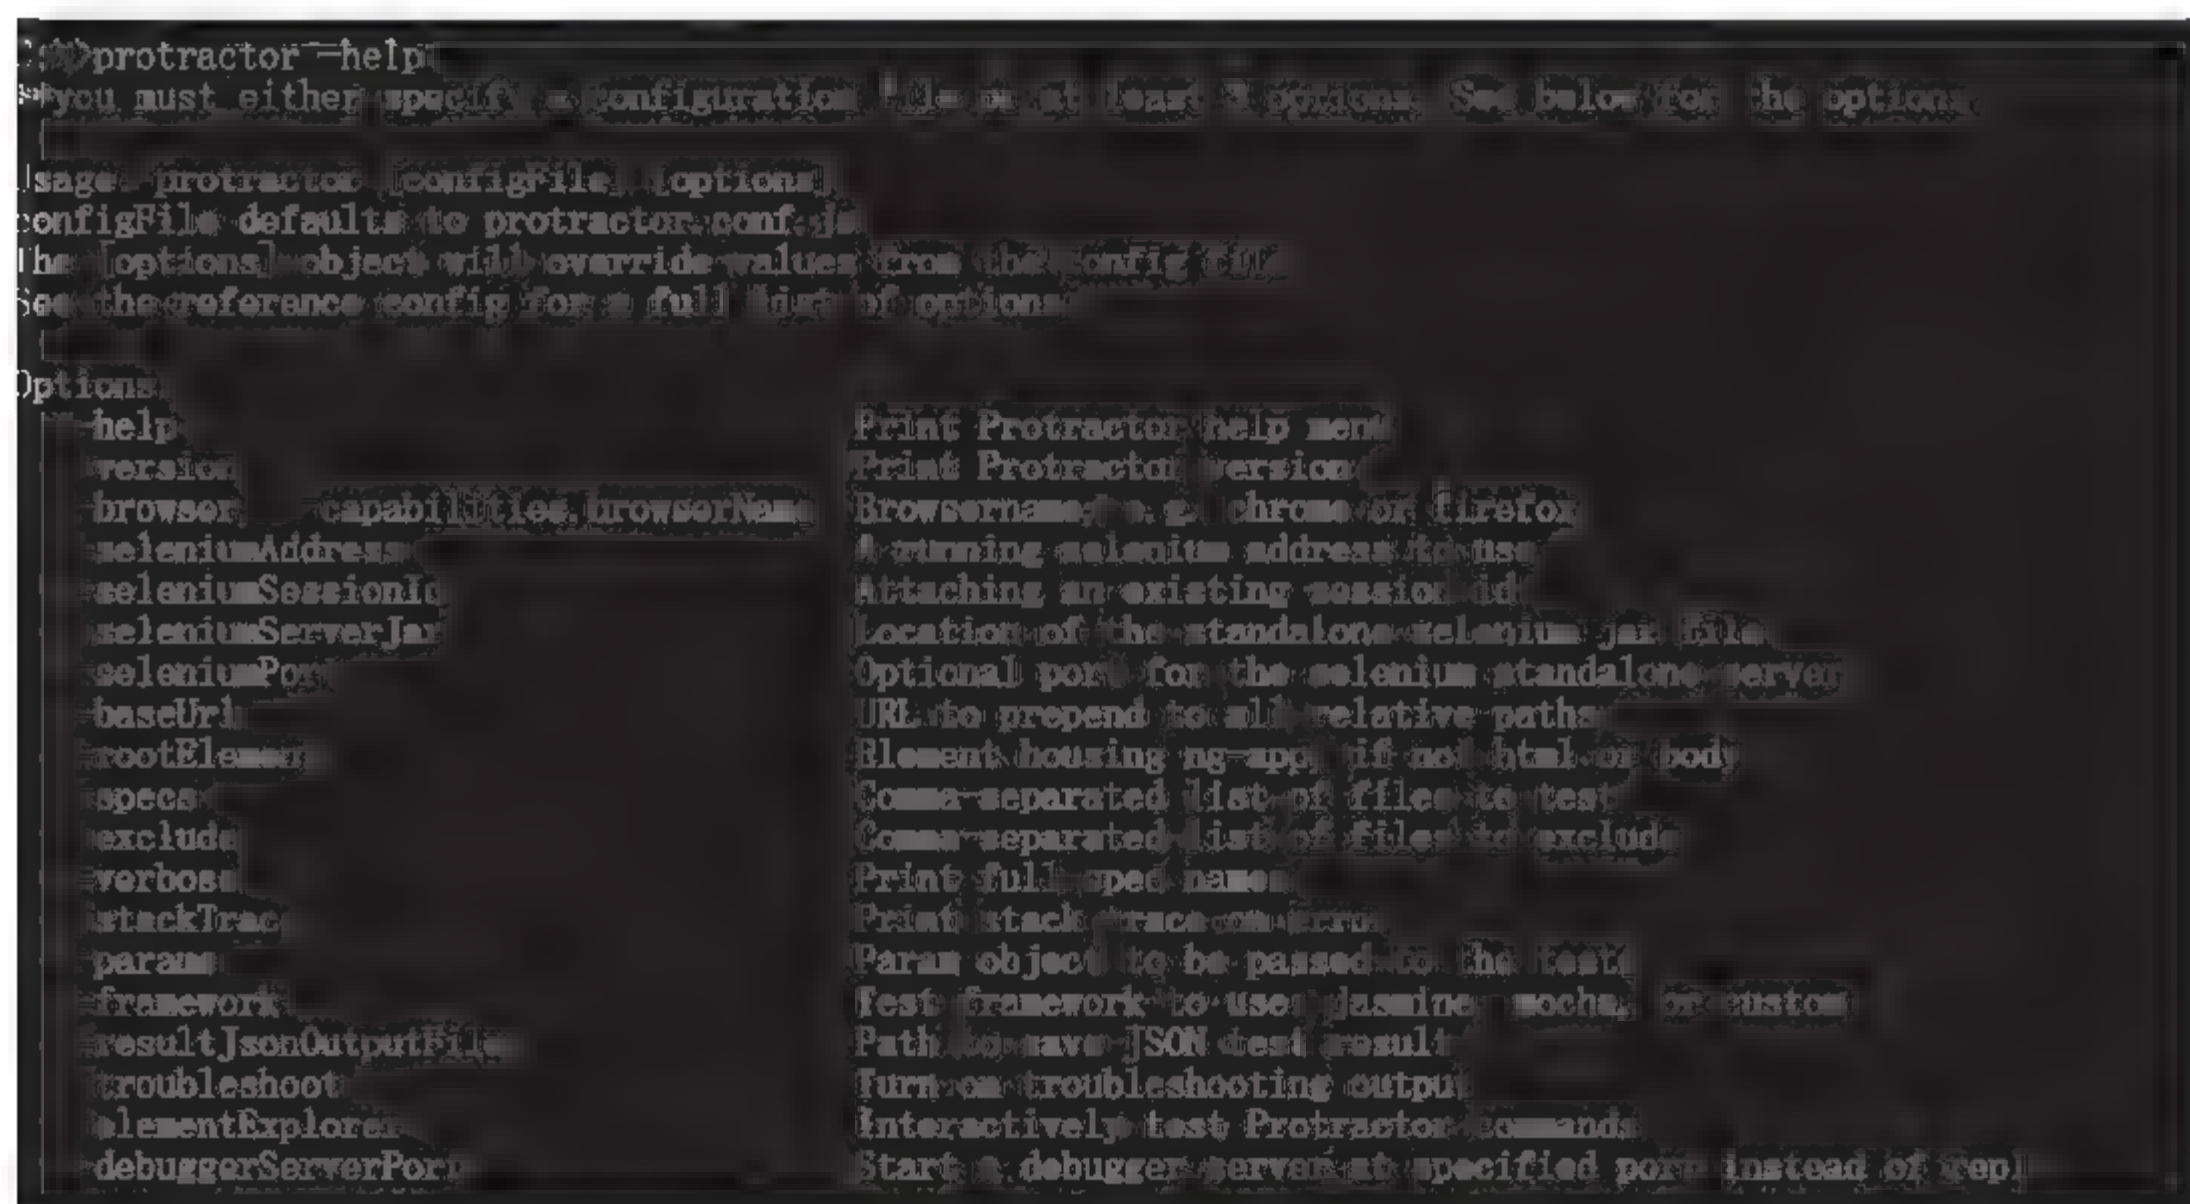 C:\>protractor --help
**you must either specify a configuration file or at least 3 options. See below for the options:

Usage: protractor [configFile] [options]
configFile defaults to protractor.conf.js
The [options] object will override values from the config file.
See the reference config for a full list of options.

Options:
--help Print Protractor help menu
--version Print Protractor version
--browser, --capabilities.browserName Browsername, e.g. chrome or firefox
--seleniumAddress A running selenium address to use
--seleniumSessionId Attaching an existing session id
--seleniumServerJar Location of the standalone selenium jar file
--seleniumPort Optional port for the selenium standalone server
--baseUrl URL to prepend to all relative paths
--rootElement Element housing ng-app, if not html or body
--specs Comma-separated list of files to test
--exclude Comma-separated list of files to exclude
--verbose Print full spec names
--stackTrace Print stack trace on error
--params Param object to be passed to the tests
--framework Test framework to use: jasmine, mocha, or custom
--resultJsonOutputFile Path to save JSON test result
--troubleshoot Turn on troubleshooting output
--elementExplorer Interactively test Protractor commands
--debuggerServerPort Start a debugger server at specified port instead of repl